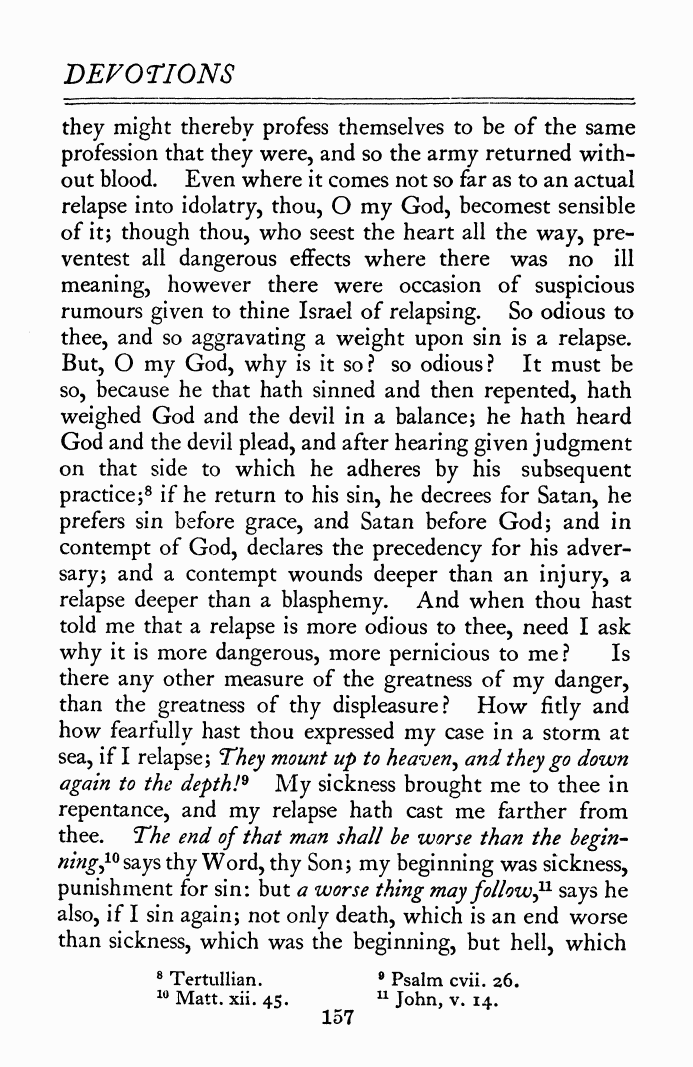 DEVOTIONS
they might thereby profess themselves to be of the same
profession that they were, and so the army returned with-
out blood. Even where it comes not so far as to an actual
relapse into idolatry, thou, O my God, becomest sensible
of it; though thou, who seest the heart all the way, pre-
ventest all dangerous effects where there was no ill
meaning, however there were occasion of suspicious
rumours given to thine Israel of relapsing. So odious to
thee, and so aggravating a weight upon sin is a relapse.
But, O my God, why is it so? so odious? It must be
so, because he that hath sinned and then repented, hath
weighed God and the devil in a balance; he hath heard
God and the devil plead, and after hearing given judgment
on that side to which he adheres by his subsequent
practice;⁸ if he return to his sin, he decrees for Satan, he
prefers sin before grace, and Satan before God; and in
contempt of God, declares the precedency for his adver-
sary; and a contempt wounds deeper than an injury, a
relapse deeper than a blasphemy. And when thou hast
told me that a relapse is more odious to thee, need I ask
why it is more dangerous, more pernicious to me? Is
there any other measure of the greatness of my danger,
than the greatness of thy displeasure? How fitly and
how fearfully hast thou expressed my case in a storm at
sea, if I relapse; They mount up to heaven, and they go down
again to the depth!⁹ My sickness brought me to thee in
repentance, and my relapse hath cast me farther from
thee. The end of that man shall be worse than the begin-
ning,¹⁰ says thy Word, thy Son; my beginning was sickness,
punishment for sin: but a worse thing may follow,¹¹ says he
also, if I sin again; not only death, which is an end worse
than sickness, which was the beginning, but hell, which
⁸ Tertullian. ⁹ Psalm cvii. 26.
¹⁰ Matt. xii. 45. ¹¹ John, v. 14.
157